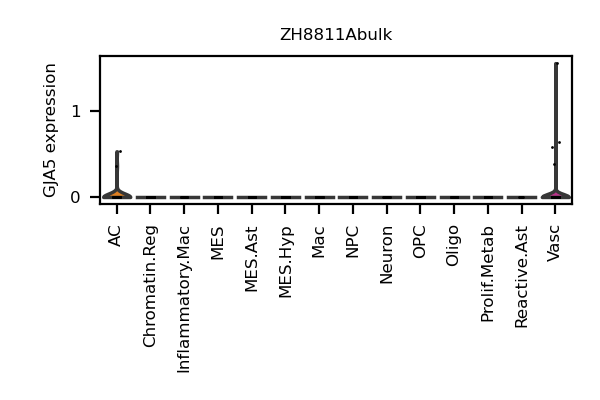 ZH8811Abulk
GJA5 expression
1
0
AC
Chromatin.Reg
Inflammatory.Mac
MES
MES.Ast
MES.Hyp
Mac
NPC
Neuron
OPC
Oligo
Prolif.Metab
Reactive.Ast
Vasc